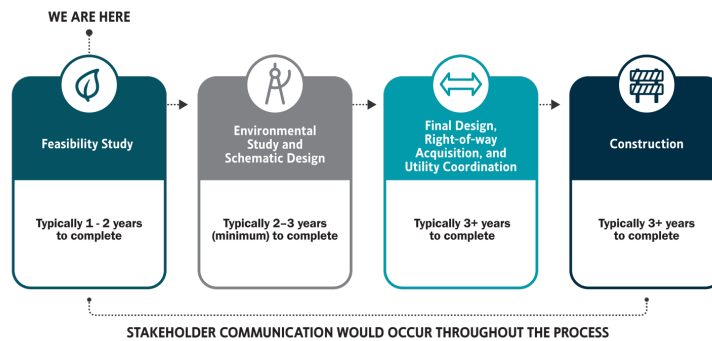 WE ARE HERE
Feasibility Study
Typically 1 - 2 years
to complete
Environmental
Study and
Schematic Design
Typically 2–3 years
(minimum) to complete
Final Design,
Right-of-way
Acquisition, and
Utility Coordination
Typically 3+ years
to complete
Construction
Typically 3+ years
to complete
STAKEHOLDER COMMUNICATION WOULD OCCUR THROUGHOUT THE PROCESS